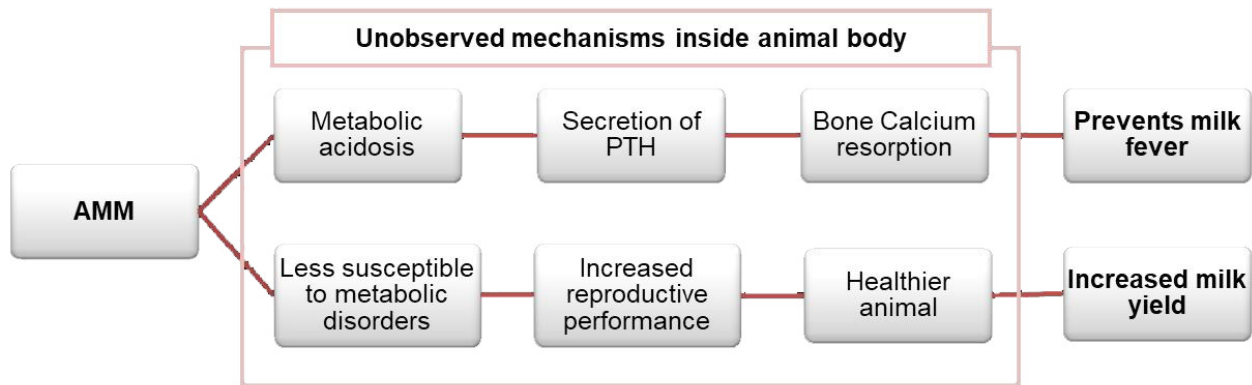 Unobserved mechanisms inside animal body
AMM
Metabolic
acidosis
Secretion of
PTH
Bone Calcium
resorption
Prevents milk
fever
Less susceptible
to metabolic
disorders
Increased
reproductive
performance
Healthier
animal
Increased milk
yield